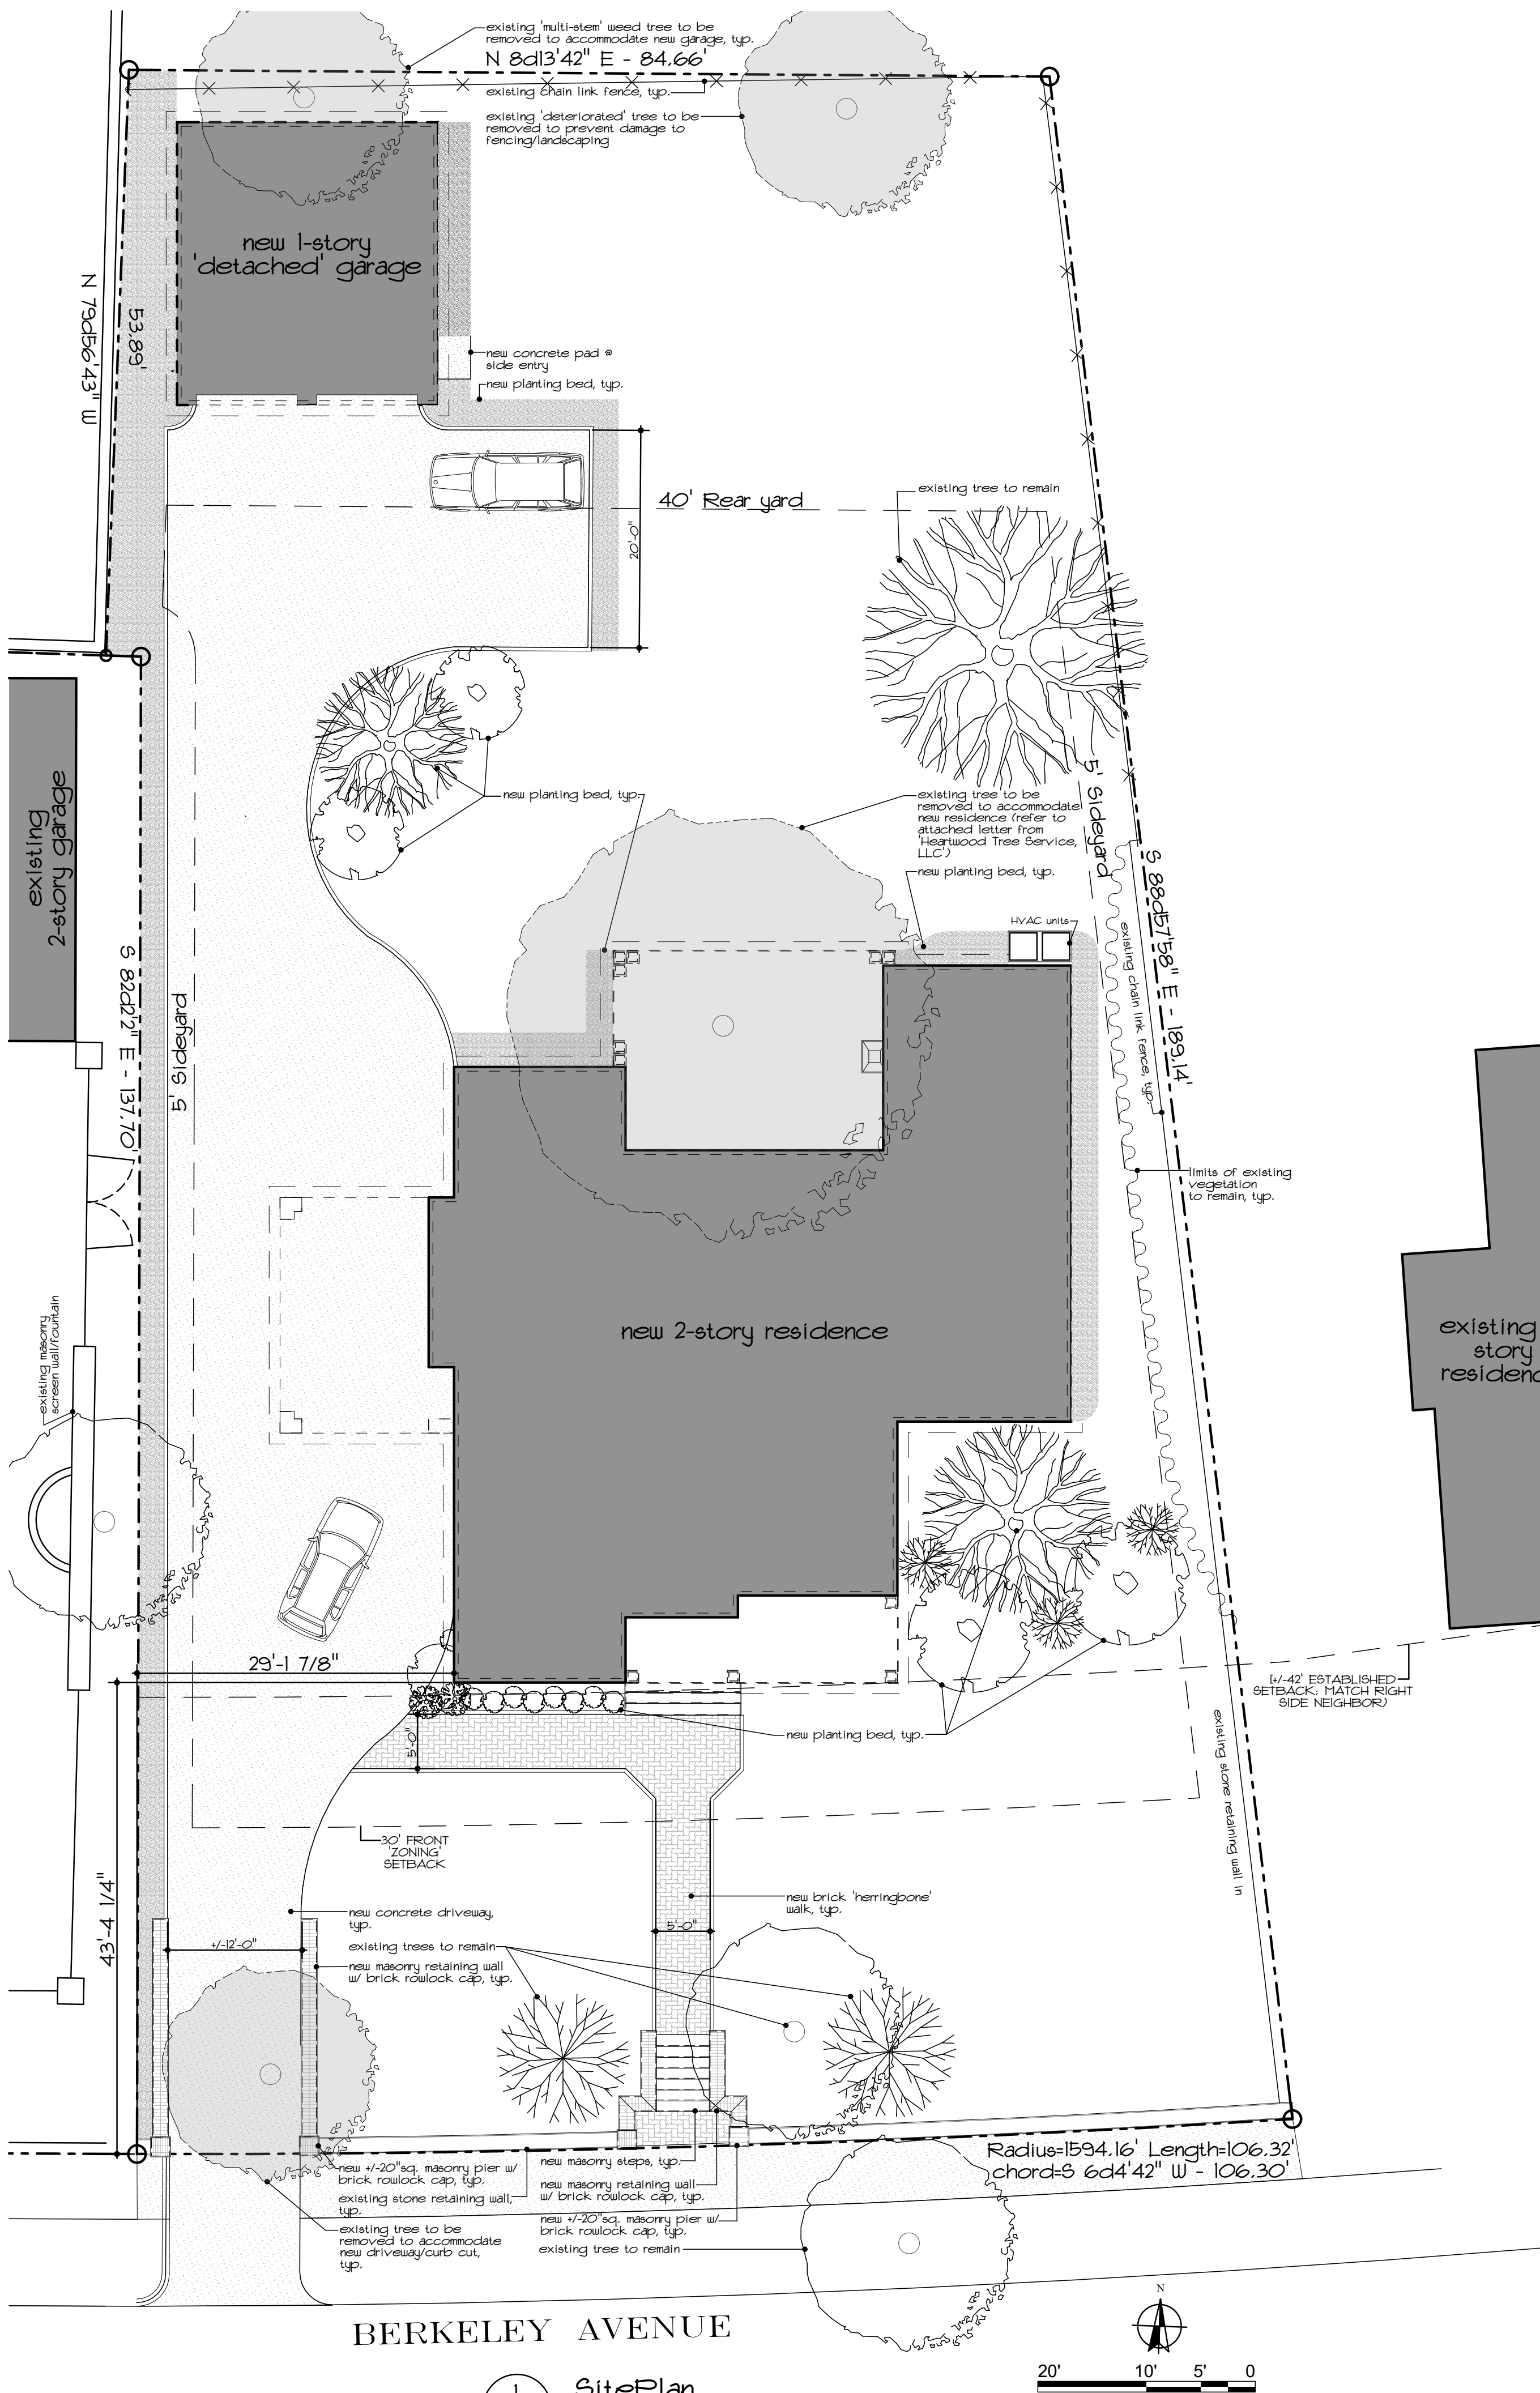 existing 'multi-stem' weed tree to be
removed to accommodate new garage, typ.
N 8d13'42" E - 84.66'
existing chain link fence, typ.
existing 'deteriorated' tree to be
removed to prevent damage to
fencing/landscaping
new 1-story
'detached' garage
N 79d56'43" W
53.89'
new concrete pad @
side entry
new planting bed, typ.
40' Rear yard
existing tree to remain
20'-0"
existing
2-story garage
new planting bed, typ.
existing tree to be
removed to accommodate
new residence (refer to
attached letter from
'Heartwood Tree Service,
LLC')
new planting bed, typ.
5' Sideyard
S 88d57'58" E - 189.14'
HVAC units
existing chain link fence, typ.
S 82d2'2" E - 137.70'
5' Sideyard
limits of existing
vegetation
to remain, typ.
existing masonry
screen wall/fountain
new 2-story residence
existing
story
29'-1 7/8"
[+/-42' ESTABLISHED
SETBACK; MATCH RIGHT
SIDE NEIGHBOR)
5'-0"
new planting bed, typ.
existing stone retaining wall in
30' FRONT
'ZONING'
SETBACK
43'-4 1/4"
new brick 'herringbone'
walk, typ.
new concrete driveway,
typ.
5'-0"
+/-12'-0"
existing trees to remain
new masonry retaining wall
w/ brick rowlock cap, typ.
Radius=1594.16' Length=106.32'
chord=S 6d4'42" W - 106.30'
new +/-20"sq. masonry pier w/
brick rowlock cap, typ.
existing stone retaining wall,
typ.
new masonry steps, typ.
new masonry retaining wall
w/ brick rowlock cap, typ.
new +/-20"sq. masonry pier w/
brick rowlock cap, typ.
existing tree to be
removed to accommodate
new driveway/curb cut,
typ.
existing tree to remain
BERKELEY AVENUE
N
20' 10' 5' 0
1
SitePlan